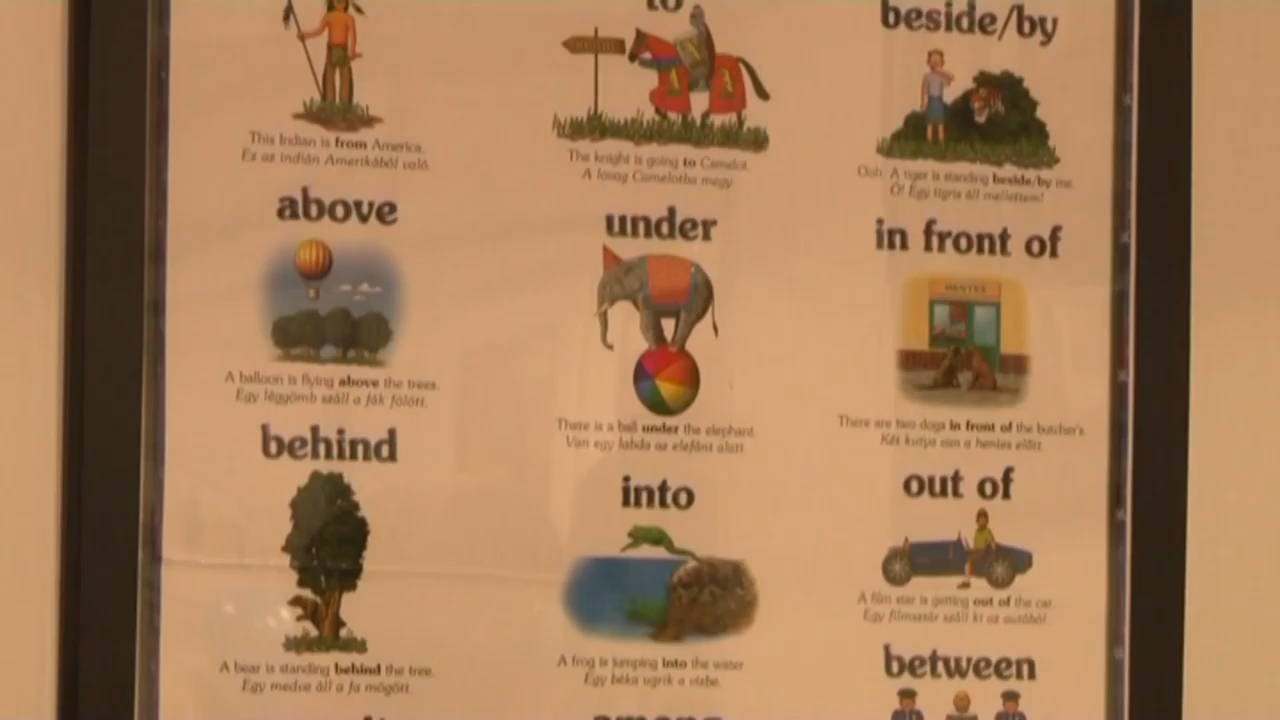 to
beside/by
This Indian is from America.
Ez az indián Amerikából való.
The knight is going to Camelot.
A lovag Camelotba megy.
Ooh! A tiger is standing beside/by me.
Ó! Egy tigris áll mellettem!
above
under
in front of
HENTES
A balloon is flying above the trees.
Egy léggömb száll a fák fölött.
There is a ball under the elephant.
Van egy labda az elefánt alatt.
There are two dogs in front of the butcher's.
Két kutya van a hentes előtt.
behind
into
out of
A bear is standing behind the tree.
Egy medve áll a fa mögött.
A frog is jumping into the water.
Egy béka ugrik a vízbe.
A film star is getting out of the car.
Egy filmsztár száll ki az autóból.
between
among